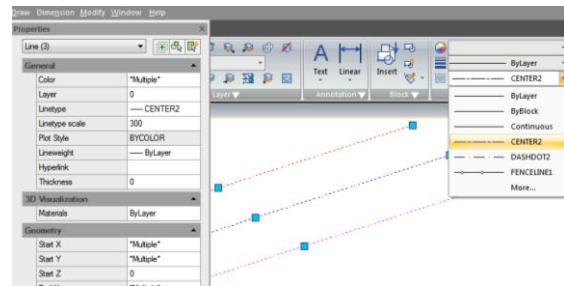 Draw Dimension Modify Window Help
Properties
Line (3)
General
Color "Multiple"
Layer 0
Linetype CENTER2
Linetype scale 300
Plot Style BYCOLOR
Lineweight ByLayer
Hyperlink
Thickness 0
3D Visualization
Materials ByLayer
Geometry
Start X "Multiple"
Start Y "Multiple"
Start Z 0
Layer
Text Linear
Annotation
Insert
Block
ByLayer
CENTER2
ByLayer
ByBlock
Continuous
CENTER2
DASHDOT2
FENCELINE1
More...